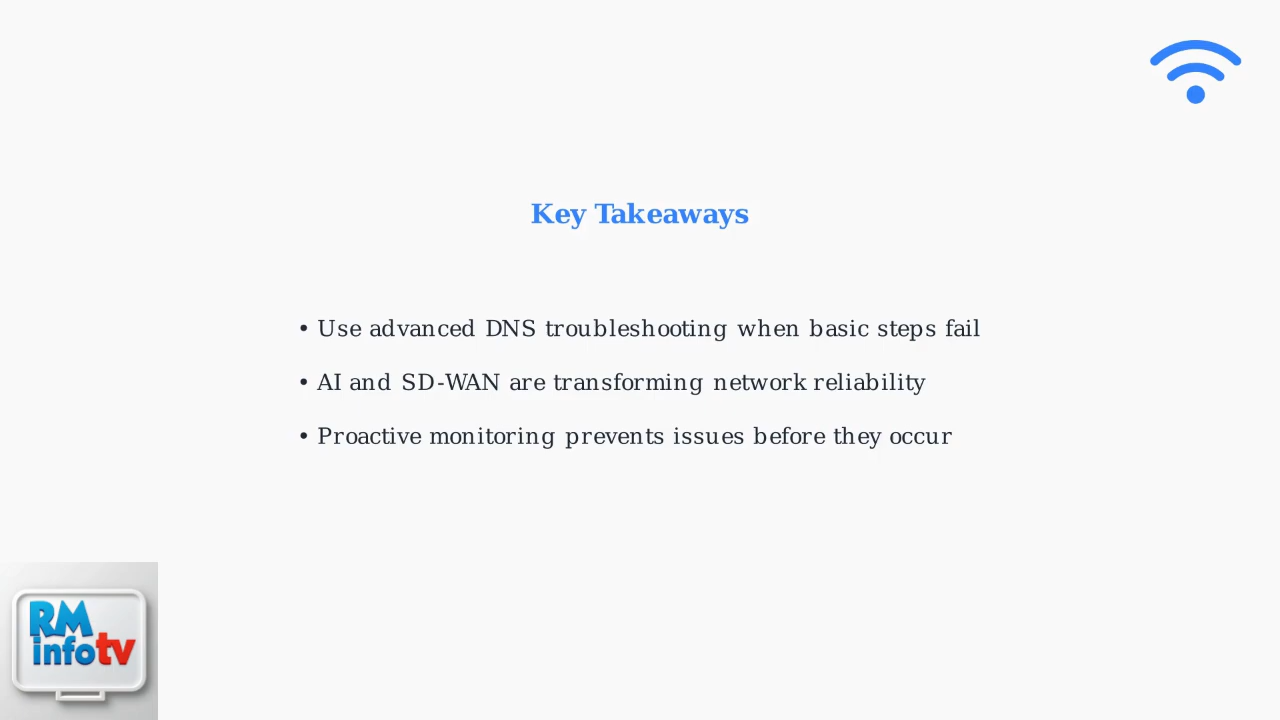 Key Takeaways
• Use advanced DNS troubleshooting when basic steps fail
• AI and SD-WAN are transforming network reliability
• Proactive monitoring prevents issues before they occur
RM
infotv